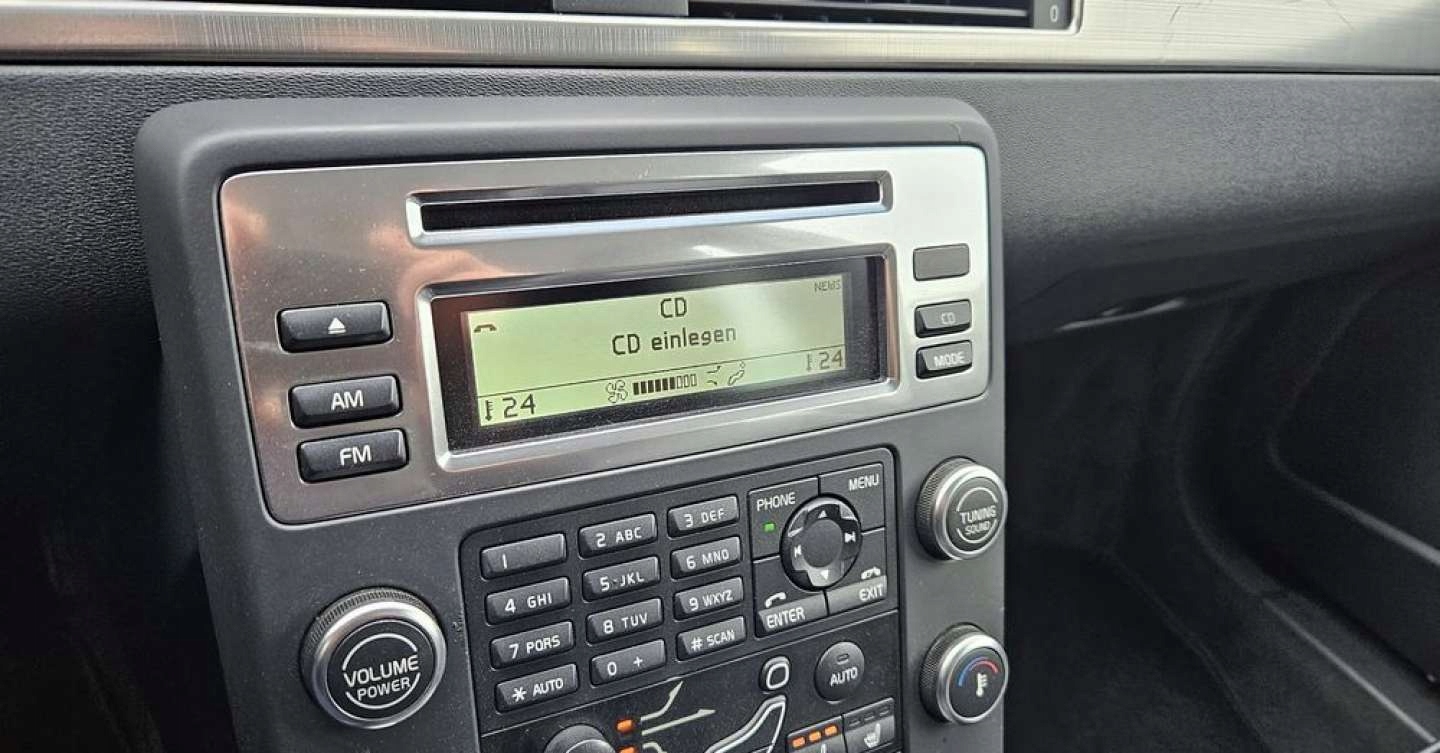 0
NEWS
CD
CD einlegen
24
24
AM
FM
CD
MODE
1
2 ABC
3 DEF
4 GHI
5 JKL
6 MNO
7 PQRS
8 TUV
9 WXYZ
* AUTO
0 +
# SCAN
PHONE
MENU
ENTER
EXIT
TUNING
SOUND
VOLUME
POWER
AUTO